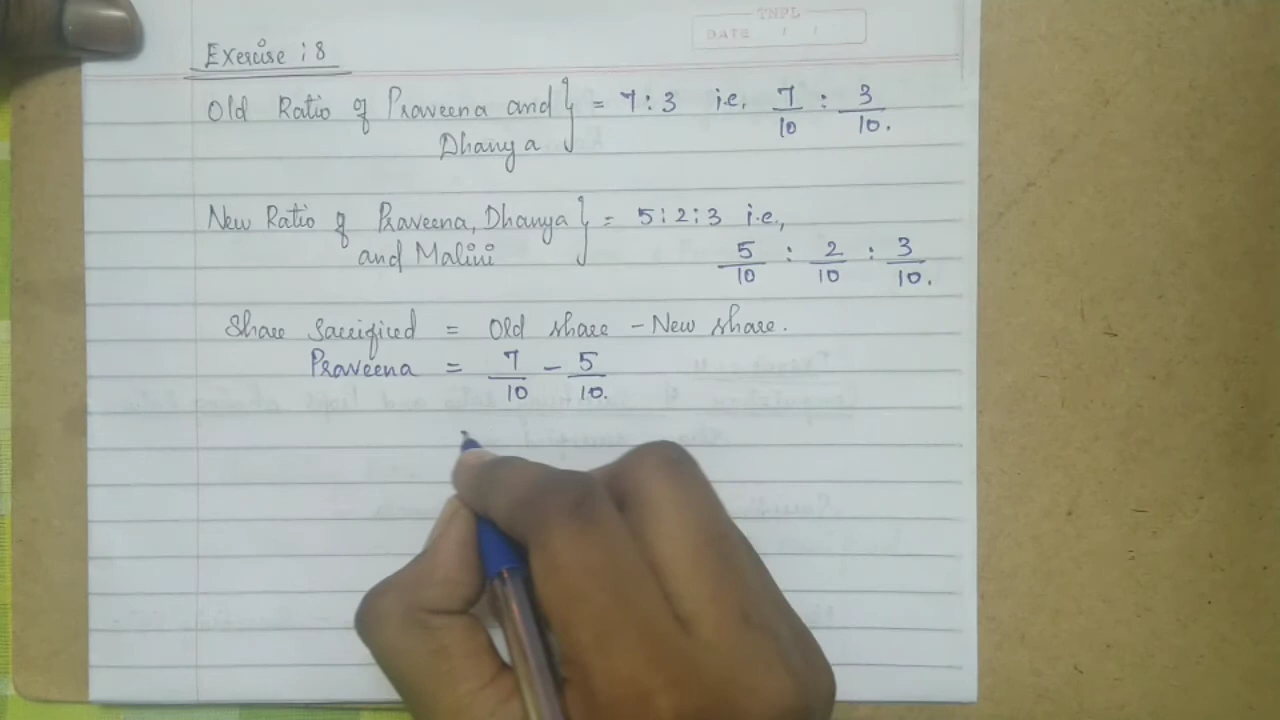 TNPL
DATE / /
Exercise : 8
Old Ratio of Praveena and } = 7 : 3 i.e, 7/10 : 3/10.
Dhanya
New Ratio of Praveena, Dhanya } = 5 : 2 : 3 i.e.,
and Malini 5/10 : 2/10 : 3/10.
Share sacrificed = Old share - New share.
Praveena = 7/10 - 5/10.